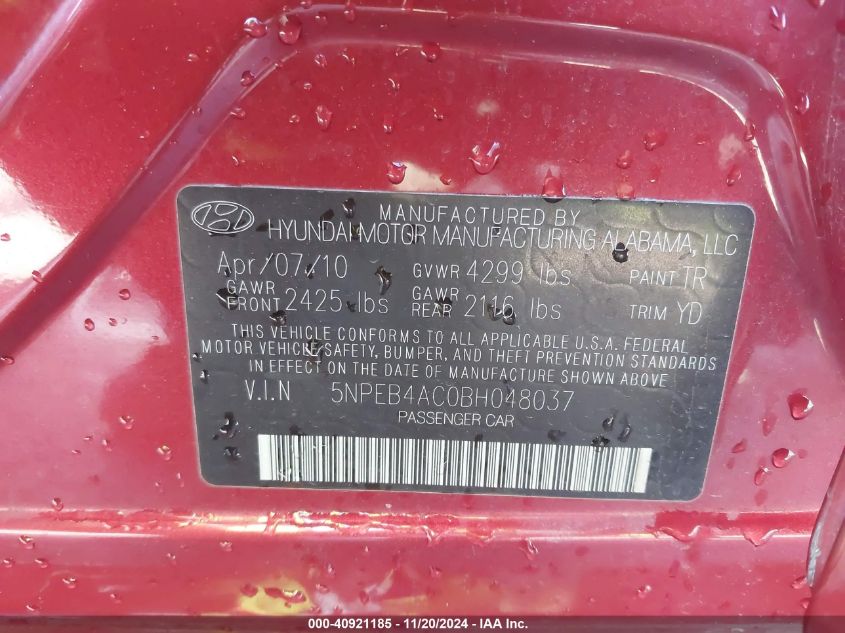 MANUFACTURED BY
HYUNDAI MOTOR MANUFACTURING ALABAMA, LLC
Apr/07/10 GVWR 4299 lbs PAINT TR
GAWR FRONT 2425 lbs GAWR REAR 2116 lbs TRIM YD
THIS VEHICLE CONFORMS TO ALL APPLICABLE U.S.A. FEDERAL
MOTOR VEHICLE SAFETY, BUMPER, AND THEFT PREVENTION STANDARDS
IN EFFECT ON THE DATE OF MANUFACTURE SHOWN ABOVE.
V.I.N 5NPEB4AC0BH048037
PASSENGER CAR
000-40921185 - 11/20/2024 - IAA Inc.